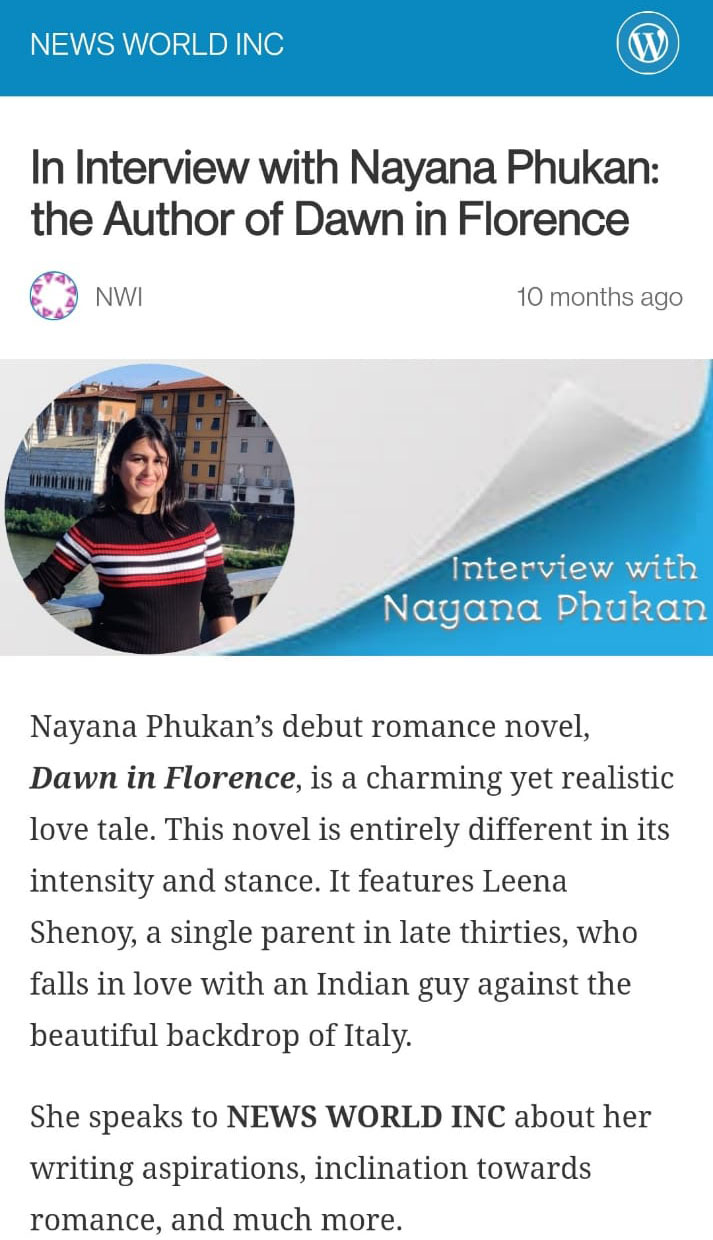 NEWS WORLD INC
In Interview with Nayana Phukan:
the Author of Dawn in Florence
NWI
10 months ago
Interview with
Nayana Phukan
Nayana Phukan’s debut romance novel,
Dawn in Florence, is a charming yet realistic
love tale. This novel is entirely different in its
intensity and stance. It features Leena
Shenoy, a single parent in late thirties, who
falls in love with an Indian guy against the
beautiful backdrop of Italy.
She speaks to NEWS WORLD INC about her
writing aspirations, inclination towards
romance, and much more.